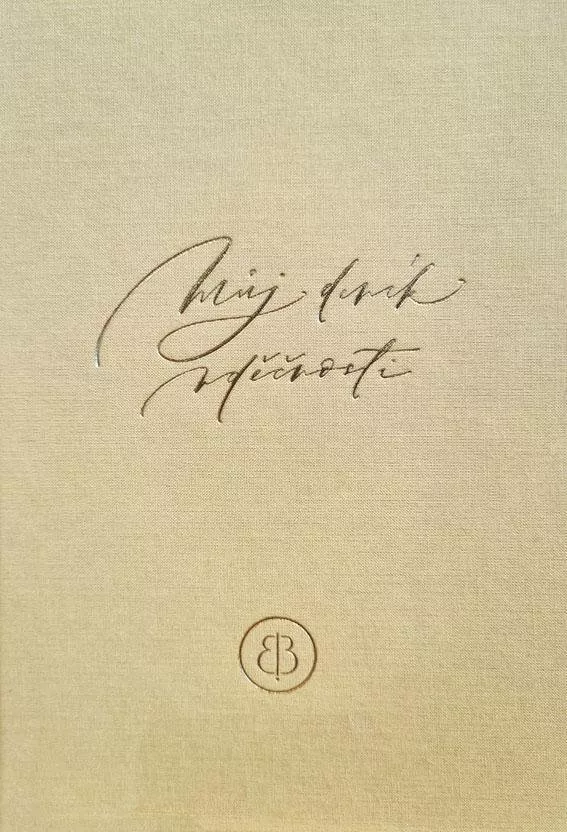 Můj deník
vděčnosti